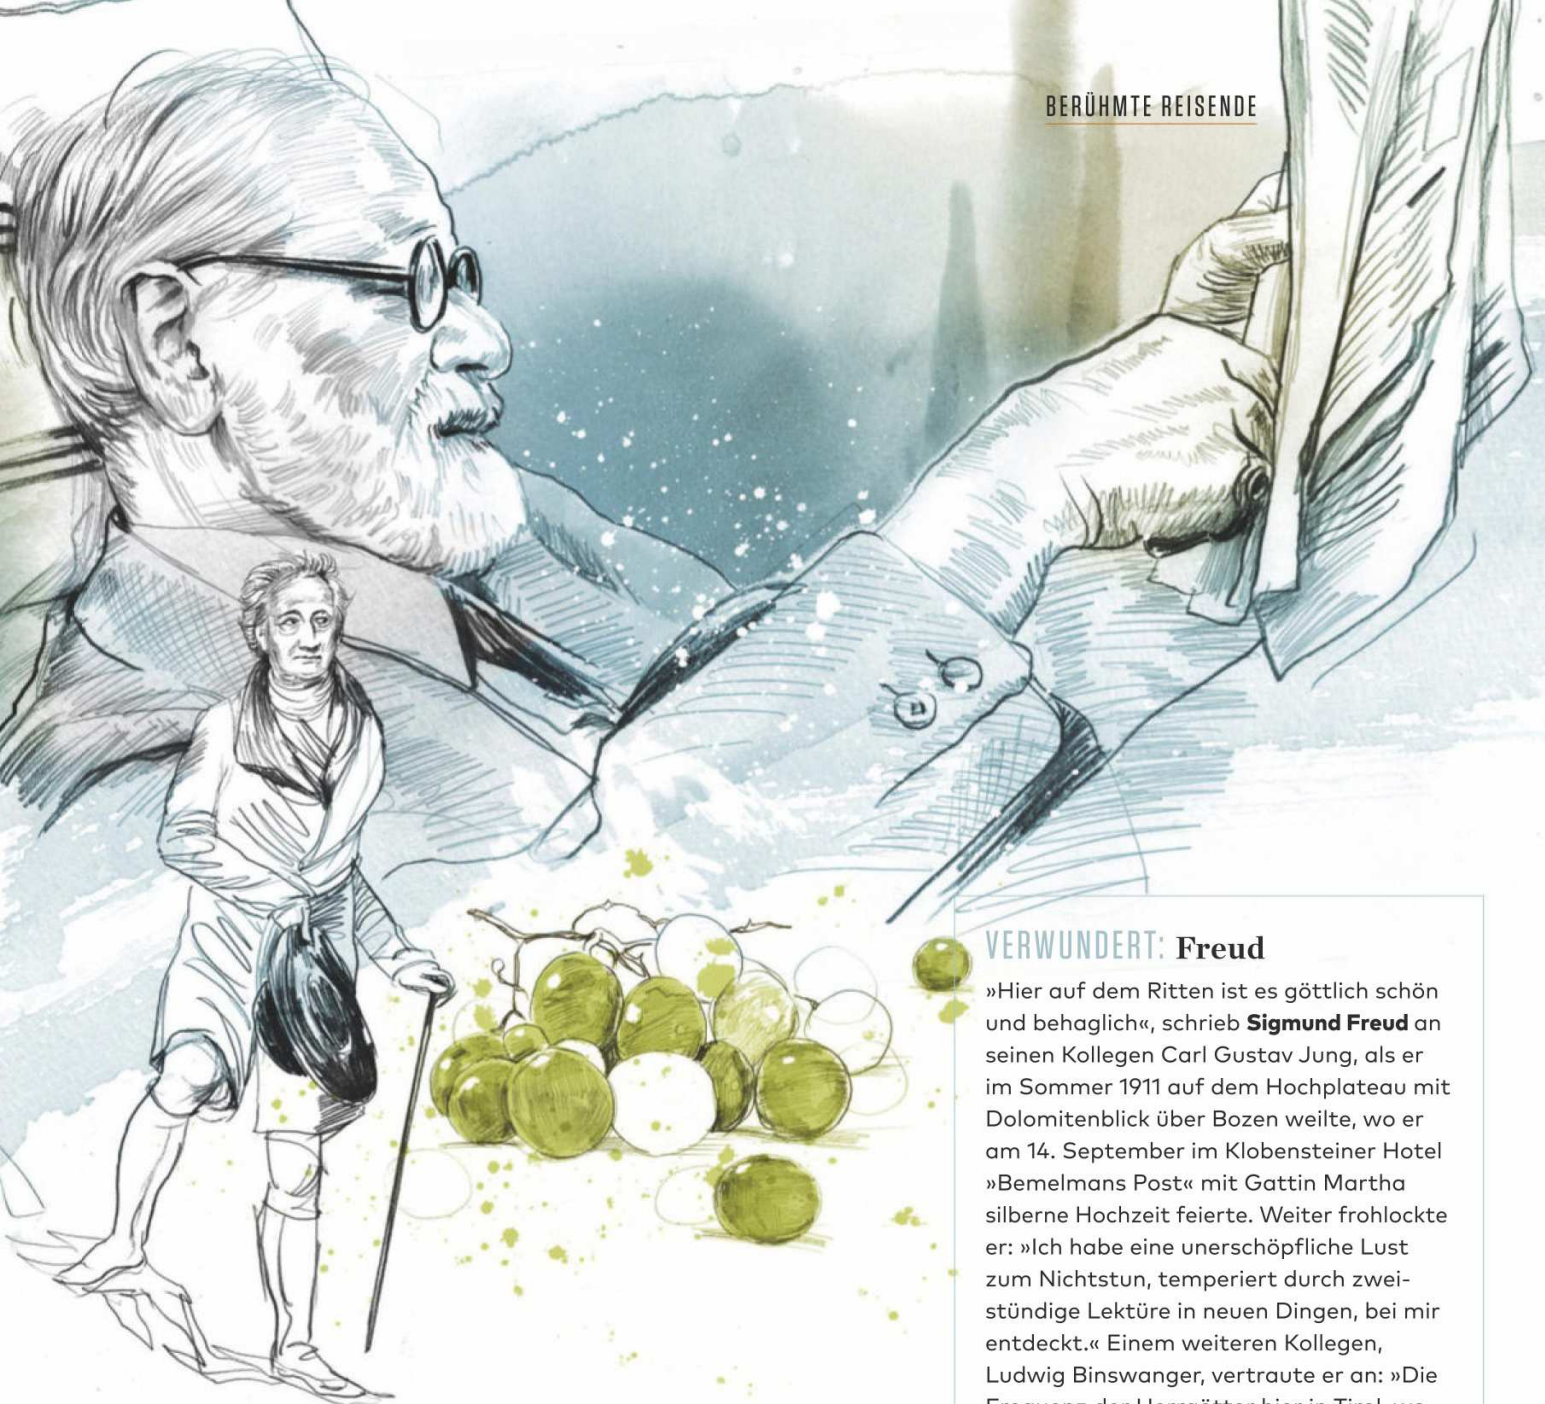 BERÜHMTE REISENDE
VERWUNDERT: Freud
»Hier auf dem Ritten ist es göttlich schön
und behaglich«, schrieb Sigmund Freud an
seinen Kollegen Carl Gustav Jung, als er
im Sommer 1911 auf dem Hochplateau mit
Dolomitenblick über Bozen weilte, wo er
am 14. September im Klobensteiner Hotel
»Bemelmans Post« mit Gattin Martha
silberne Hochzeit feierte. Weiter frohlockte
er: »Ich habe eine unerschöpfliche Lust
zum Nichtstun, temperiert durch zwei-
stündige Lektüre in neuen Dingen, bei mir
entdeckt.« Einem weiteren Kollegen,
Ludwig Binswanger, vertraute er an: »Die